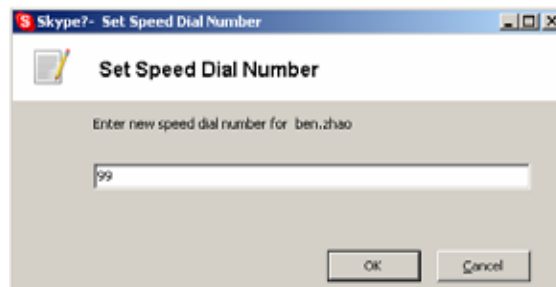 Skype?- Set Speed Dial Number
Set Speed Dial Number
Enter new speed dial number for ben.zhao
99
OK
Cancel